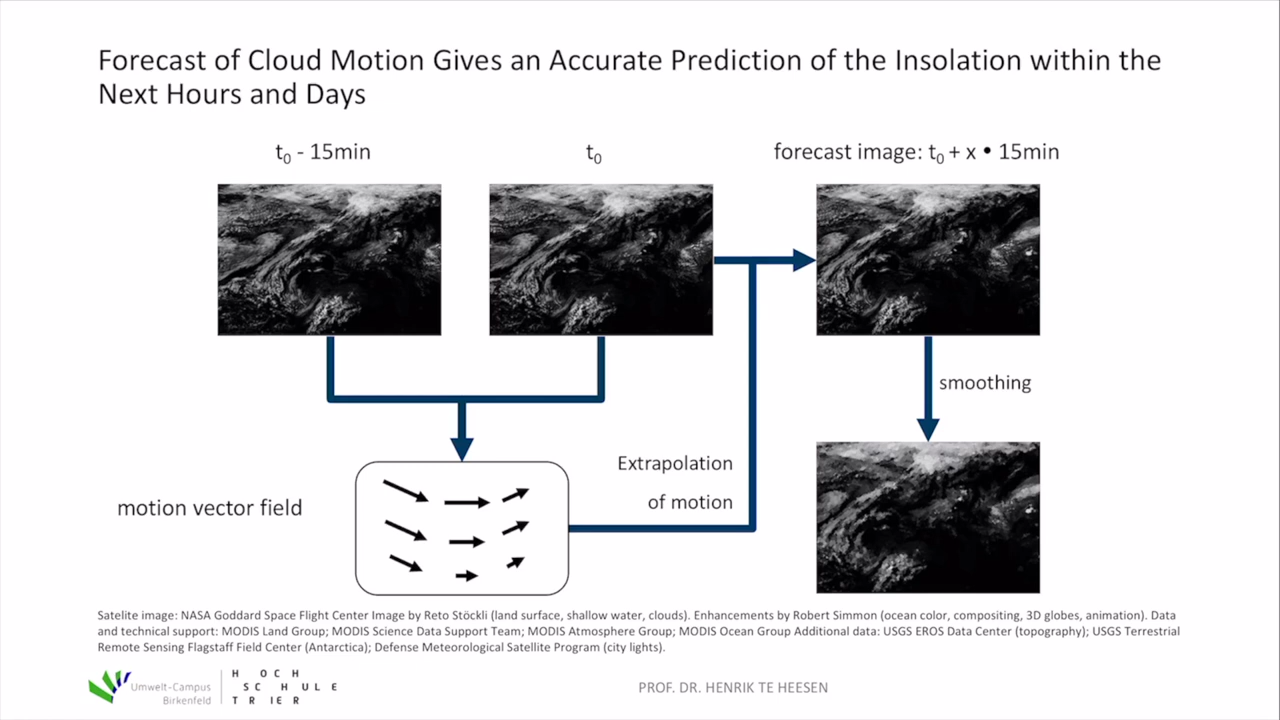 Forecast of Cloud Motion Gives an Accurate Prediction of the Insolation within the
Next Hours and Days
t₀ - 15min
t₀
forecast image: t₀ + x • 15min
smoothing
Extrapolation
of motion
motion vector field
Satelite image: NASA Goddard Space Flight Center Image by Reto Stöckli (land surface, shallow water, clouds). Enhancements by Robert Simmon (ocean color, compositing, 3D globes, animation). Data
and technical support: MODIS Land Group; MODIS Science Data Support Team; MODIS Atmosphere Group; MODIS Ocean Group Additional data: USGS EROS Data Center (topography); USGS Terrestrial
Remote Sensing Flagstaff Field Center (Antarctica); Defense Meteorological Satellite Program (city lights).
Umwelt-Campus
Birkenfeld
H O C H
S C H U L E
T R I E R
PROF. DR. HENRIK TE HEESEN